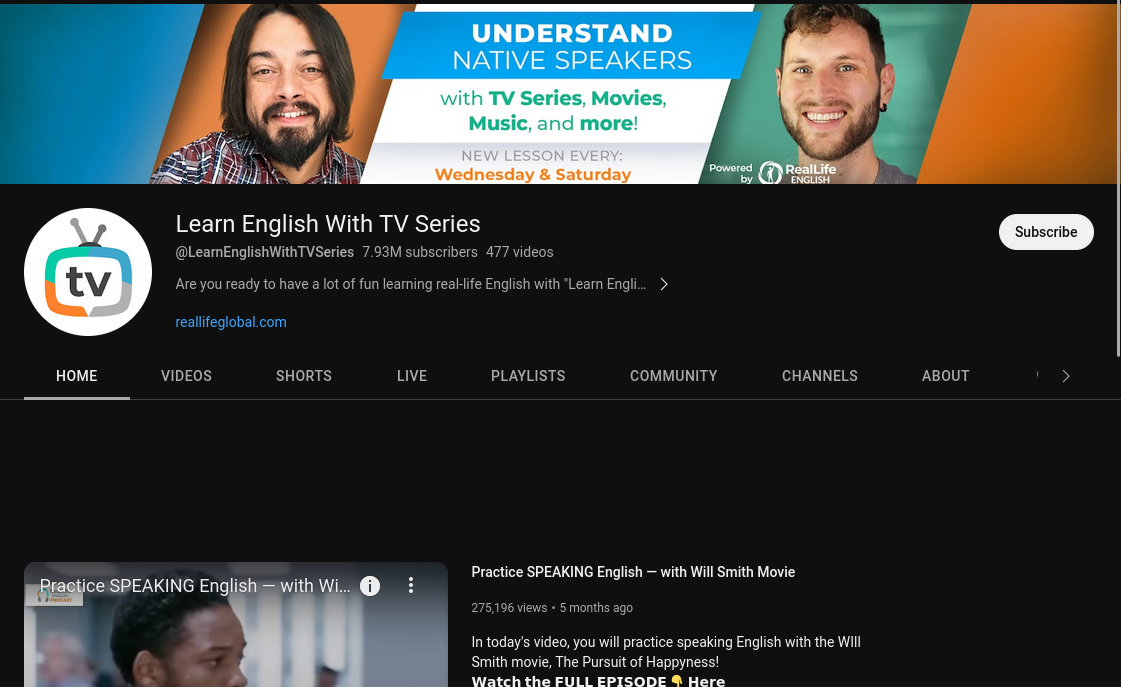 UNDERSTAND
NATIVE SPEAKERS
with TV Series, Movies,
Music, and more!
NEW LESSON EVERY:
Wednesday & Saturday
Powered
by
RealLife
ENGLISH
tv
Learn English With TV Series
@LearnEnglishWithTVSeries 7.93M subscribers 477 videos
Subscribe
Are you ready to have a lot of fun learning real-life English with "Learn Engli...
reallifeglobal.com
HOME VIDEOS SHORTS LIVE PLAYLISTS COMMUNITY CHANNELS ABOUT
Practice SPEAKING English — with Wi...
Practice SPEAKING English — with Will Smith Movie
275,196 views • 5 months ago
In today's video, you will practice speaking English with the WIll
Smith movie, The Pursuit of Happyness!
Watch the FULL EPISODE 👇 Here